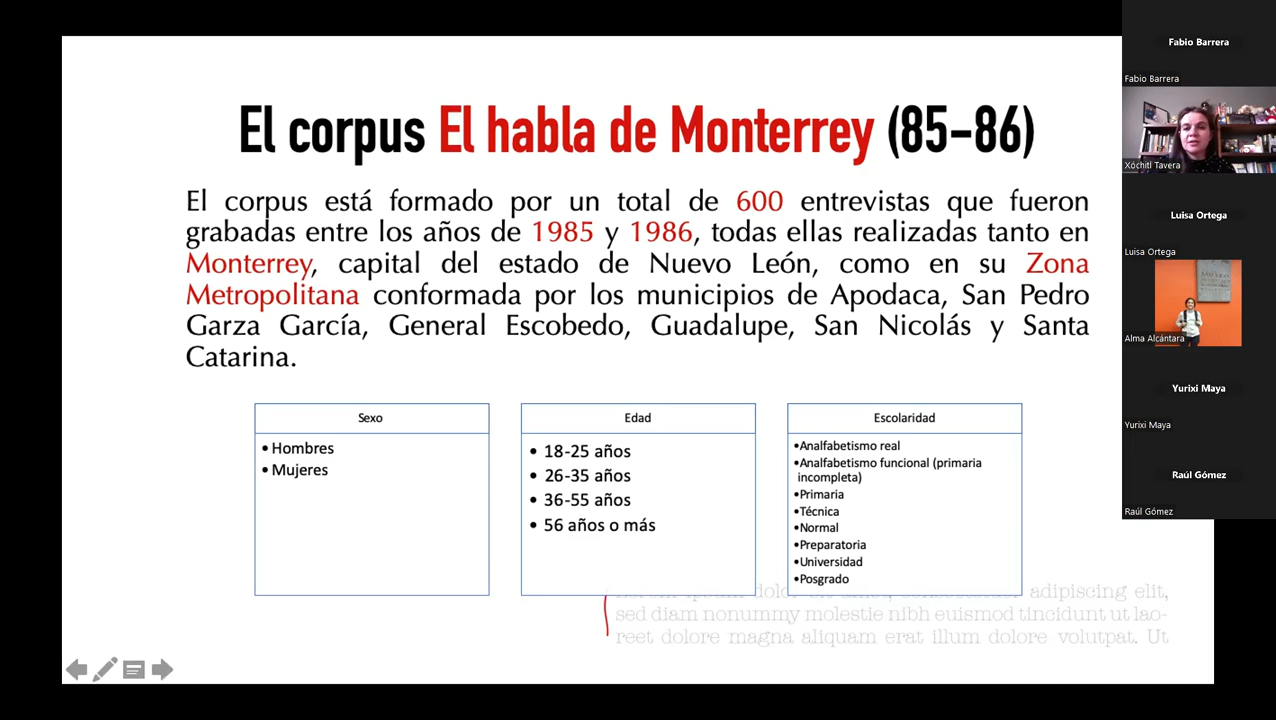 El corpus El habla de Monterrey (85-86)
El corpus está formado por un total de 600 entrevistas que fueron
grabadas entre los años de 1985 y 1986, todas ellas realizadas tanto en
Monterrey, capital del estado de Nuevo León, como en su Zona
Metropolitana conformada por los municipios de Apodaca, San Pedro
Garza García, General Escobedo, Guadalupe, San Nicolás y Santa
Catarina.
Sexo
• Hombres
• Mujeres
Edad
• 18-25 años
• 26-35 años
• 36-55 años
• 56 años o más
Escolaridad
•Analfabetismo real
•Analfabetismo funcional (primaria
incompleta)
•Primaria
•Técnica
•Normal
•Preparatoria
•Universidad
•Posgrado
adipiscing elit,
sed diam nonummy molestie nibh euismod tincidunt ut lao-
reet dolore magna aliquam erat illum dolore volutpat. Ut
Fabio Barrera
Fabio Barrera
Xóchitl Tavera
Luisa Ortega
Luisa Ortega
Alma Alcántara
Yurixi Maya
Yurixi Maya
Raúl Gómez
Raúl Gómez